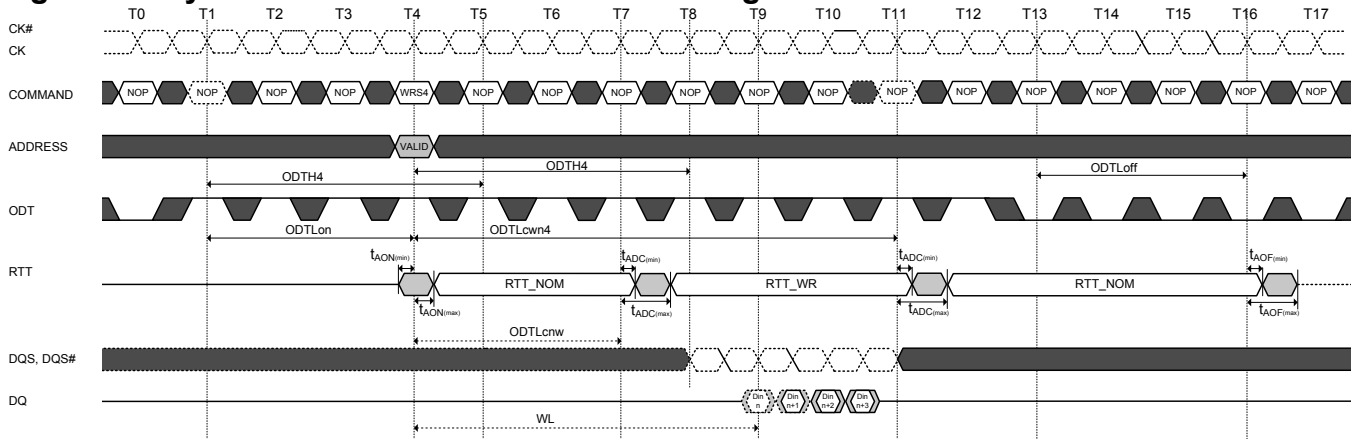 T0 T1 T2 T3 T4 T5 T6 T7 T8 T9 T10 T11 T12 T13 T14 T15 T16 T17
CK#
CK
COMMAND NOP NOP NOP NOP WRS4 NOP NOP NOP NOP NOP NOP NOP NOP NOP NOP NOP NOP NOP
ADDRESS VALID
ODTH4 ODTLoff
ODTH4
ODT
ODTLon ODTLcwn4
tAON(min) tADC(min) tADC(min) tAOF(min)
RTT
RTT_NOM RTT_WR RTT_NOM
tAON(max) tADC(max) tADC(max) tAOF(max)
ODTLcnw
DQS, DQS#
DQ Din n Din n+1 Din n+2 Din n+3
WL